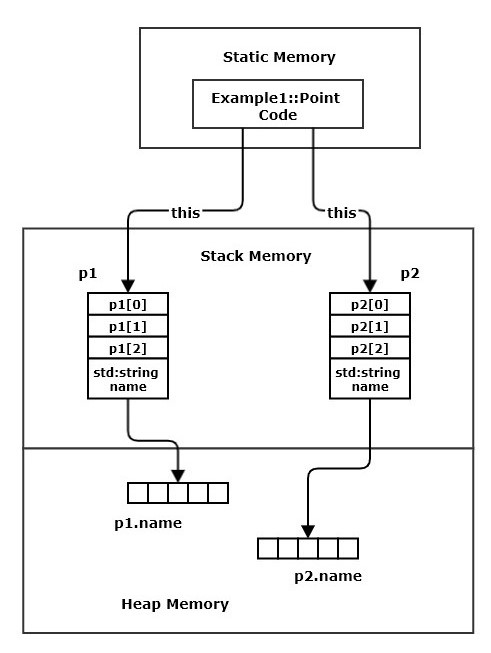 Static Memory
Example1::Point
Code
this
this
Stack Memory
p1
p2
p1[0]
p1[1]
p1[2]
std:string
name
p2[0]
p2[1]
p2[2]
std:string
name
p1.name
p2.name
Heap Memory